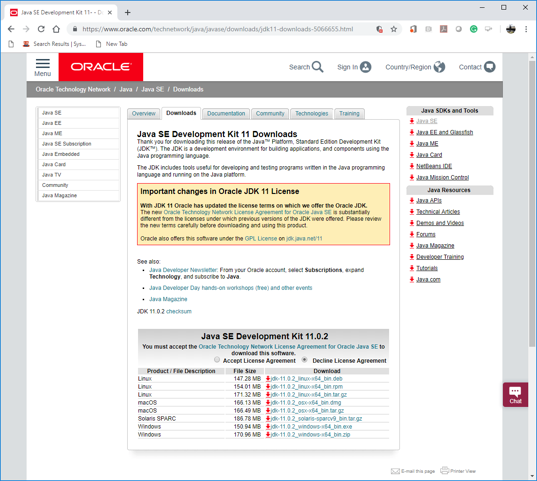 Java SE Development Kit 11-
https://www.oracle.com/technetwork/java/javase/downloads/jdk11-downloads-5066655.html
Search Results | Sys...
New Tab
Menu
ORACLE
Search
Sign In
Country/Region
Contact
Oracle Technology Network / Java / Java SE / Downloads
Java SE
Java EE
Java ME
Java SE Subscription
Java Embedded
Java Card
Java TV
Community
Java Magazine
Overview
Downloads
Documentation
Community
Technologies
Training
Java SE Development Kit 11 Downloads
Thank you for downloading this release of the Java™ Platform, Standard Edition Development Kit
(JDK™). The JDK is a development environment for building applications, and components using the
Java programming language.
The JDK includes tools useful for developing and testing programs written in the Java programming
language and running on the Java platform.
Important changes in Oracle JDK 11 License
With JDK 11 Oracle has updated the license terms on which we offer the Oracle JDK.
The new Oracle Technology Network License Agreement for Oracle Java SE is substantially
different from the licenses under which previous versions of the JDK were offered. Please review
the new terms carefully before downloading and using this product.
Oracle also offers this software under the GPL License on jdk.java.net/11
See also:
Java Developer Newsletter: From your Oracle account, select Subscriptions, expand
Technology, and subscribe to Java.
Java Developer Day hands-on workshops (free) and other events
Java Magazine
JDK 11.0.2 checksum
Java SE Development Kit 11.0.2
You must accept the Oracle Technology Network License Agreement for Oracle Java SE to
download this software.
Accept License Agreement
Decline License Agreement
Product / File Description File Size Download
Linux 147.28 MB jdk-11.0.2_linux-x64_bin.deb
Linux 154.01 MB jdk-11.0.2_linux-x64_bin.rpm
Linux 171.32 MB jdk-11.0.2_linux-x64_bin.tar.gz
macOS 166.13 MB jdk-11.0.2_osx-x64_bin.dmg
macOS 166.49 MB jdk-11.0.2_osx-x64_bin.tar.gz
Solaris SPARC 186.78 MB jdk-11.0.2_solaris-sparcv9_bin.tar.gz
Windows 150.94 MB jdk-11.0.2_windows-x64_bin.exe
Windows 170.96 MB jdk-11.0.2_windows-x64_bin.zip
Java SDKs and Tools
Java SE
Java EE and Glassfish
Java ME
Java Card
NetBeans IDE
Java Mission Control
Java Resources
Java APIs
Technical Articles
Demos and Videos
Forums
Java Magazine
Developer Training
Tutorials
Java.com
Chat
E-mail this page
Printer View